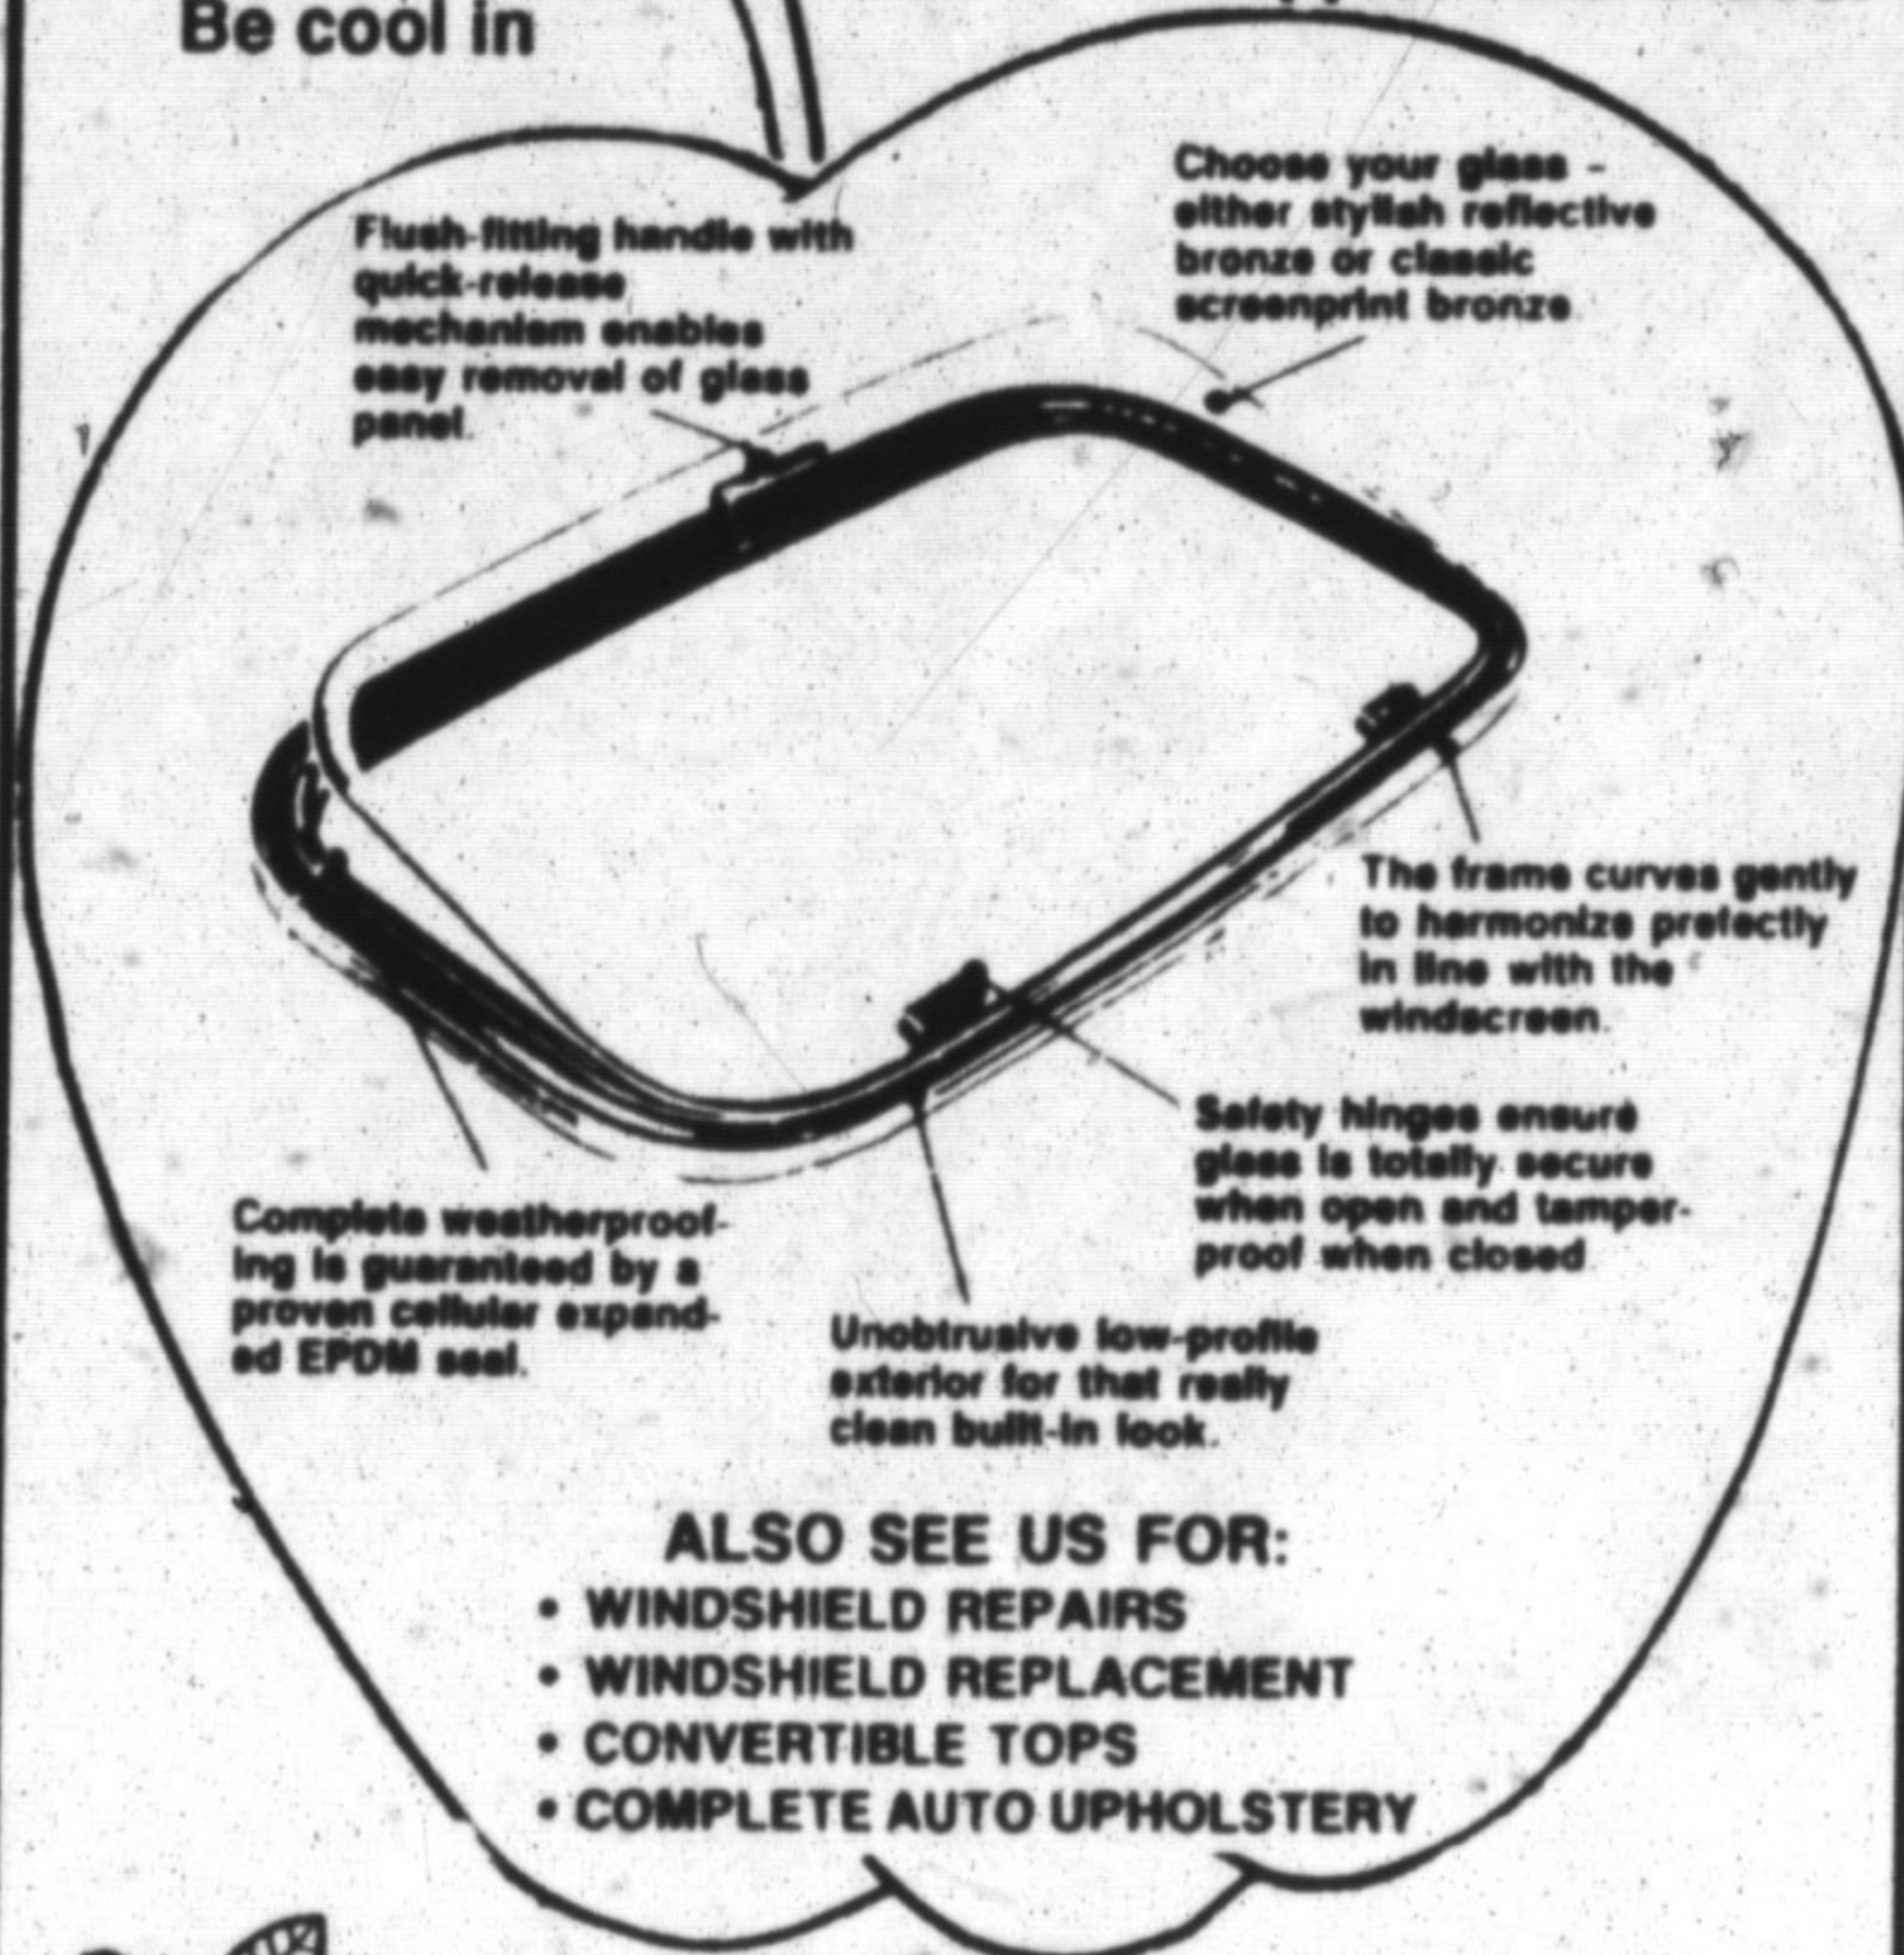 Be cool in
Flush-fitting handle with
quick-release
mechanism enables
easy removal of glass
panel.
Choose your glass -
either stylish reflective
bronze or classic
screenprint bronze.
The frame curves gently
to harmonize prefectly
in line with the
windscreen.
Safety hinges ensure
glass is totally secure
when open and tamper-
proof when closed.
Complete weatherproof-
ing is guaranteed by a
proven cellular expand-
ed EPDM seal.
Unobtrusive low-profile
exterior for that really
clean built-in look.
ALSO SEE US FOR:
• WINDSHIELD REPAIRS
• WINDSHIELD REPLACEMENT
• CONVERTIBLE TOPS
• COMPLETE AUTO UPHOLSTERY